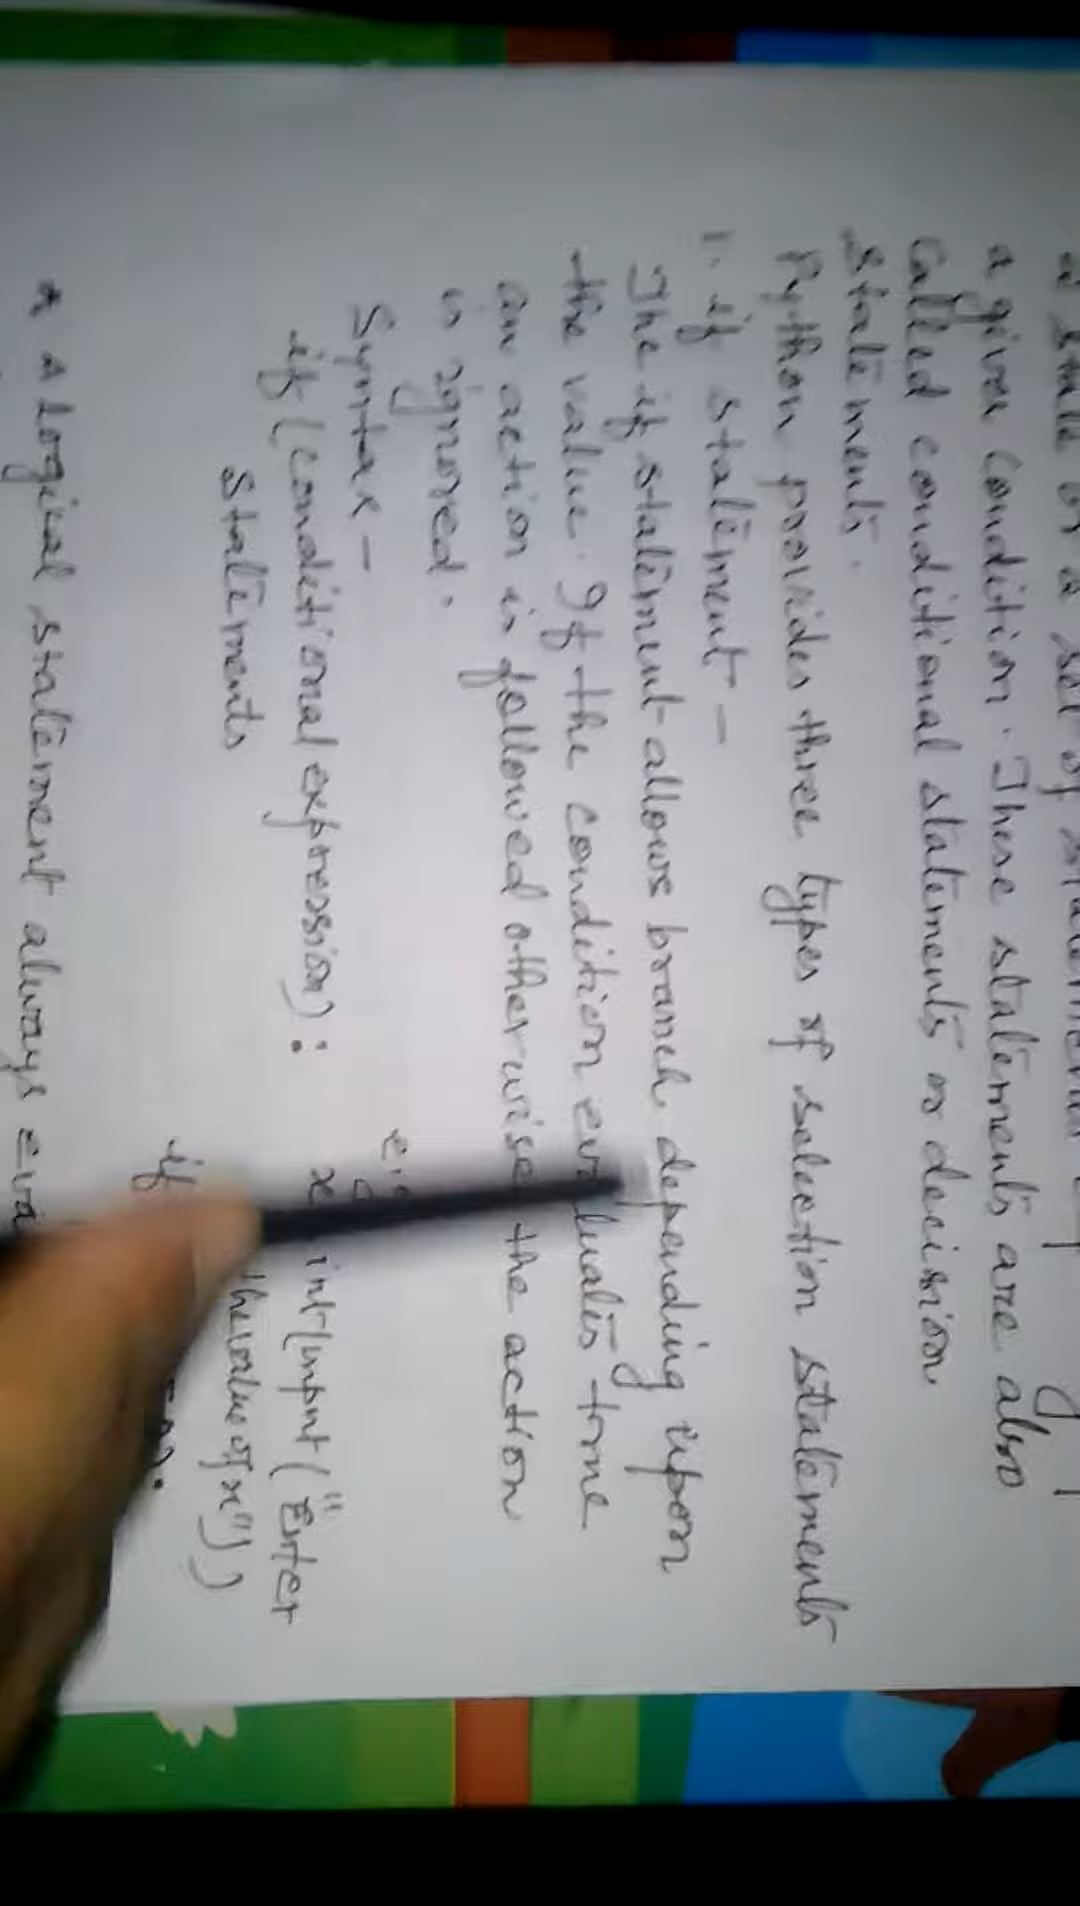 a given condition. These statements are also
called conditional statements or decision
statements.
Python provides three types of selection statements
1. if statement -
The if statement allows branch depending upon
the value. If the condition evaluates true
an action is followed otherwise the action
is ignored.
Syntax -
if (conditional expression) :
Statements
x int(input("Enter
the value of x"))
if
A logical statement always